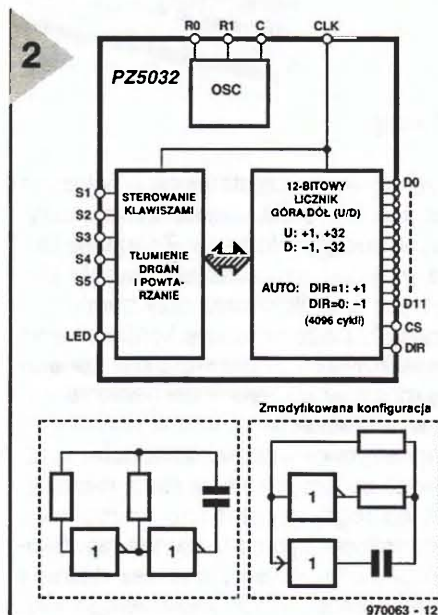 2
R0 R1 C CLK
PZ5032
OSC
S1
S2
S3
S4
S5
LED
STEROWANIE
KLAWISZAMI
TŁUMIENIE
DRGAN
I POWTA-
RZANIE
12-BITOWY
LICZNIK
GÓRA,DÓŁ (U/D)
U: +1, +32
D: −1, −32
AUTO: DIR=1: +1
DIR=0: −1
(4096 cykli)
D0
D11
CS
DIR
Zmodyfikowana konfiguracja
1 1
1
1
970063 - 12